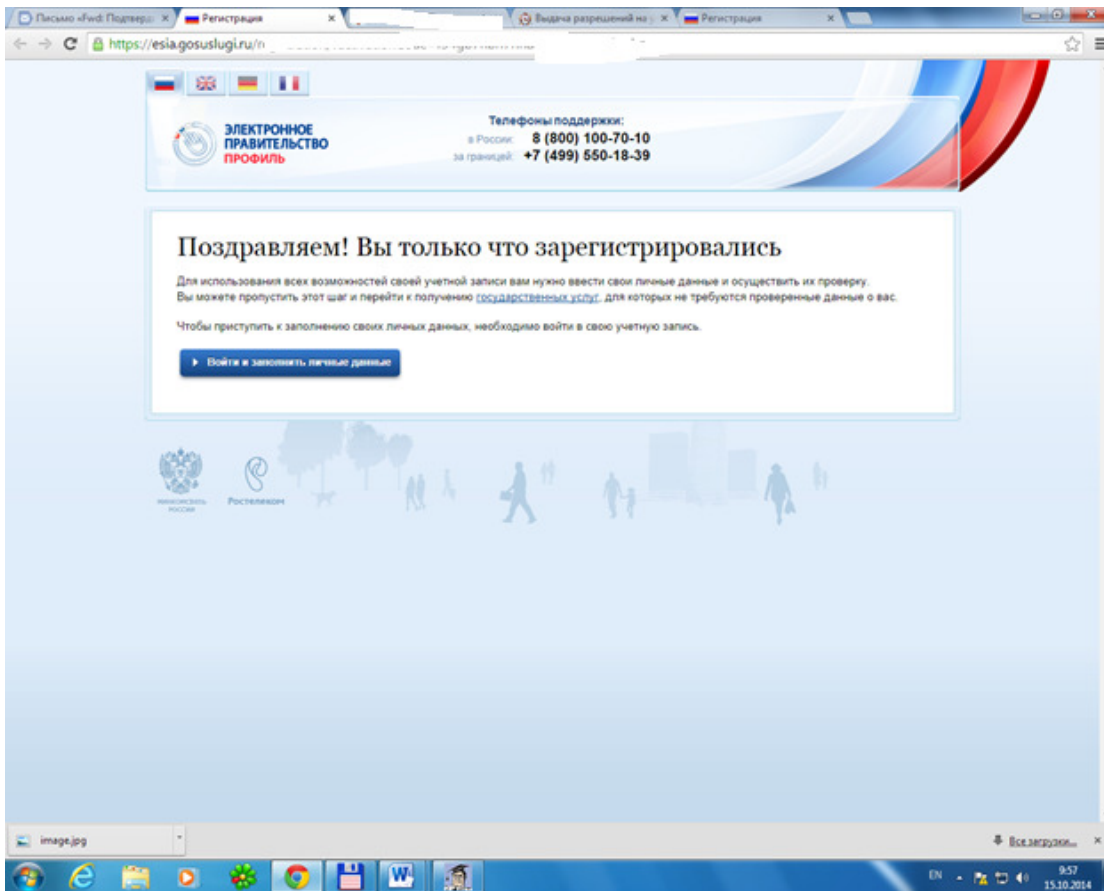 Письмо «Fwd: Подтвер
Регистрация
Выдача разрешений на
Регистрация
https://esia.gosuslugi.ru/
ЭЛЕКТРОННОЕ
ПРАВИТЕЛЬСТВО
ПРОФИЛЬ
Телефоны поддержки:
в России: 8 (800) 100-70-10
за границей: +7 (499) 550-18-39
Поздравляем! Вы только что зарегистрировались
Для использования всех возможностей своей учетной записи вам нужно ввести свои личные данные и осуществить их проверку.
Вы можете пропустить этот шаг и перейти к получению государственных услуг, для которых не требуются проверенные данные о вас.
Чтобы приступить к заполнению своих личных данных, необходимо войти в свою учетную запись.
Войти и заполнить личные данные
МИНКОМСВЯЗЬ
РОССИИ
Ростелеком
image.jpg
Все загрузки...
EN
9:57
15.10.2014